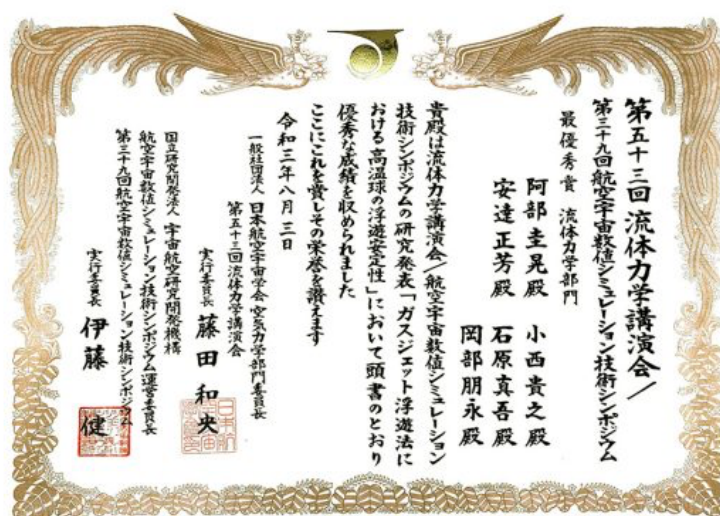 第五十三回 流体力学講演会／
第三十九回航空宇宙数値シミュレーション技術シンポジウム
最優秀賞 流体力学部門
阿部圭晃殿 小西貴之殿
安達正芳殿 石原真吾殿
岡部朋永殿
貴殿は流体力学講演会／航空宇宙数値シミュレーション
技術シンポジウムの研究発表「ガスジェット浮遊法に
おける高温球の浮遊安定性」において頭書のとおり
優秀な成績を収められました
ここにこれを賞しその栄誉を讃えます
令和三年八月三日
一般社団法人 日本航空宇宙学会 空気力学部門委員長
第五十三回流体力学講演会
実行委員長 藤田和央
国立研究開発法人 宇宙航空研究開発機構
航空宇宙数値シミュレーション技術シンポジウム運営委員長
第三十九回航空宇宙数値シミュレーション技術シンポジウム
実行委員長 伊藤 健